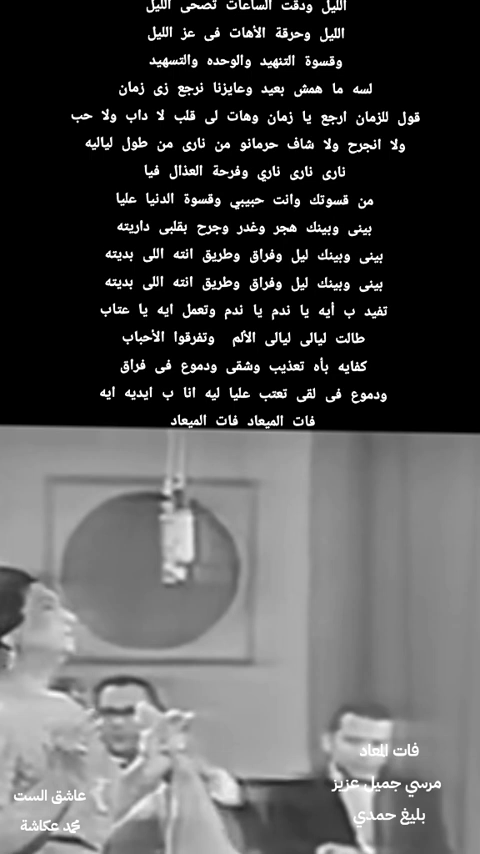 الليل ودقت الساعات تصحى الليل
الليل وحرقة الأهات فى عز الليل
وقسوة التنهيد والوحده والتسهيد
لسه ما همش بعيد وعايزنا نرجع زى زمان
قول للزمان ارجع يا زمان وهات لى قلب لا داب ولا حب
ولا انجرح ولا شاف حرمانو من نارى من طول لياليه
نارى نارى ناري وفرحة العذال فيا
من قسوتك وانت حبيبي وقسوة الدنيا عليا
بينى وبينك هجر وغدر وجرح بقلبى داريته
بينى وبينك ليل وفراق وطريق انته اللى بديته
بينى وبينك ليل وفراق وطريق انته اللى بديته
تفيد ب أيه يا ندم يا ندم وتعمل ايه يا عتاب
طالت ليالى ليالى الألم وتفرقوا الأحباب
كفايه بأه تعذيب وشقى ودموع فى فراق
ودموع فى لقى تعتب عليا ليه انا ب ايديه ايه
فات الميعاد فات الميعاد
فات المعاد
مرسي جميل عزيز
بليغ حمدي
عاشق الست
محمد عكاشة